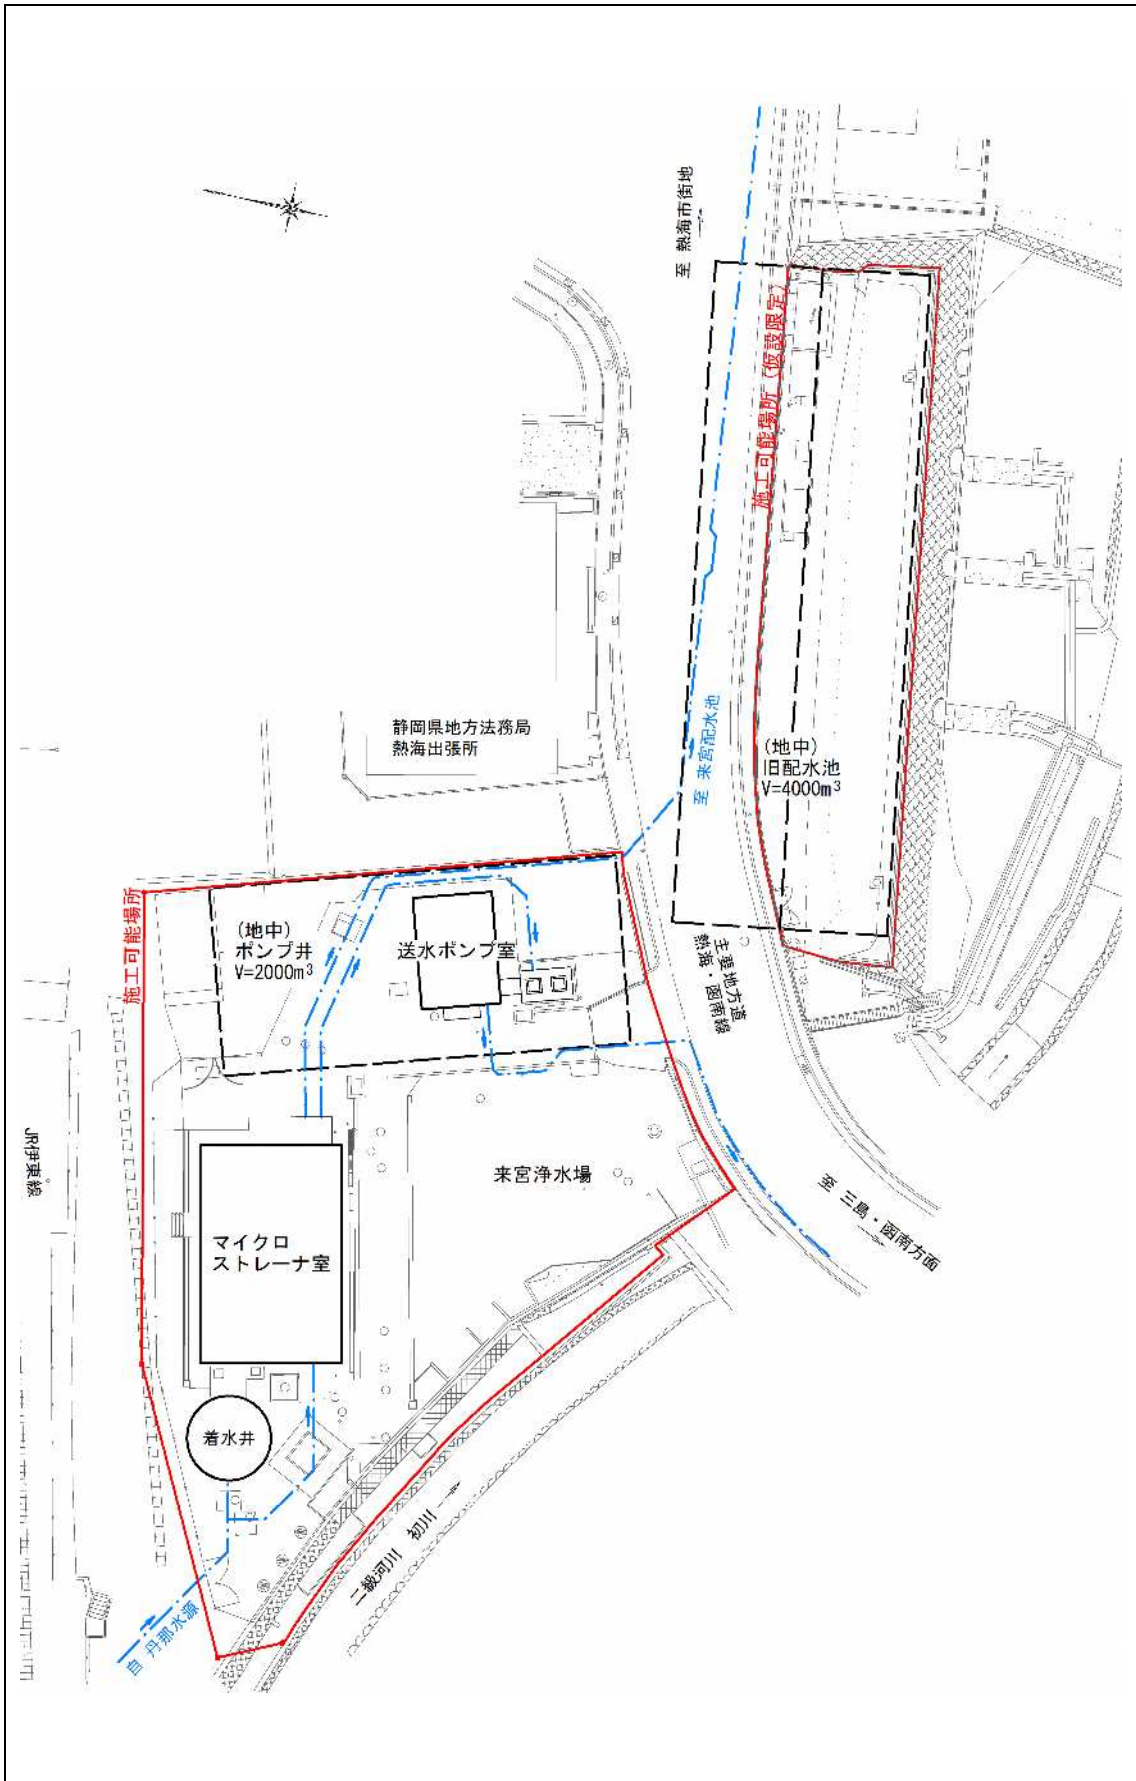 至 熱海市街地
施工可能場所（仮設限定）
静岡県地方法務局
熱海出張所
至 来宮配水池
（地中）
旧配水池
V=4000m³
施工可能場所
（地中）
ポンプ井
V=2000m³
送水ポンプ室
主要地方道
熱海・函南線
JR伊東線
来宮浄水場
至 三島・函南方面
マイクロ
ストレーナ室
着水井
二級河川 初川
自 丹那水源